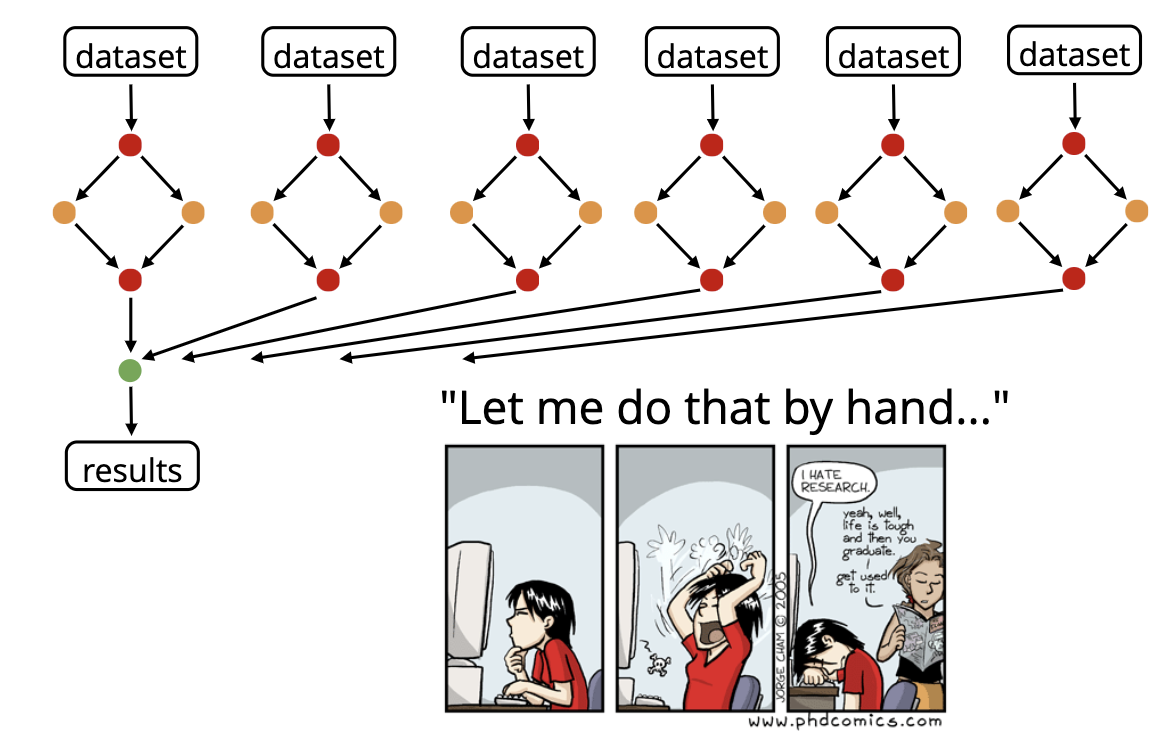 dataset
dataset
dataset
dataset
dataset
dataset
results
"Let me do that by hand..."
I HATE
RESEARCH.
yeah, well,
life is tough
and then you
graduate.
get used
to it.
JORGE CHAM © 2005
www.phdcomics.com